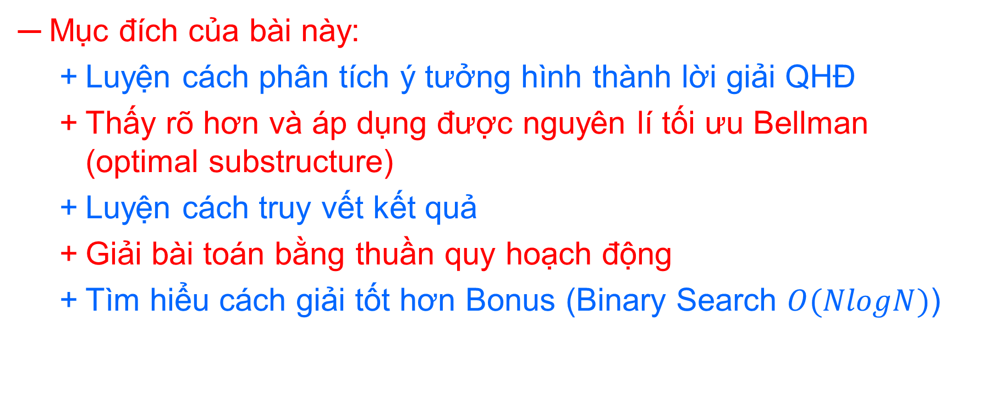 — Mục đích của bài này:
+ Luyện cách phân tích ý tưởng hình thành lời giải QHĐ
+ Thấy rõ hơn và áp dụng được nguyên lí tối ưu Bellman
(optimal substructure)
+ Luyện cách truy vết kết quả
+ Giải bài toán bằng thuần quy hoạch động
+ Tìm hiểu cách giải tốt hơn Bonus (Binary Search 𝑂(𝑁𝑙𝑜𝑔𝑁))